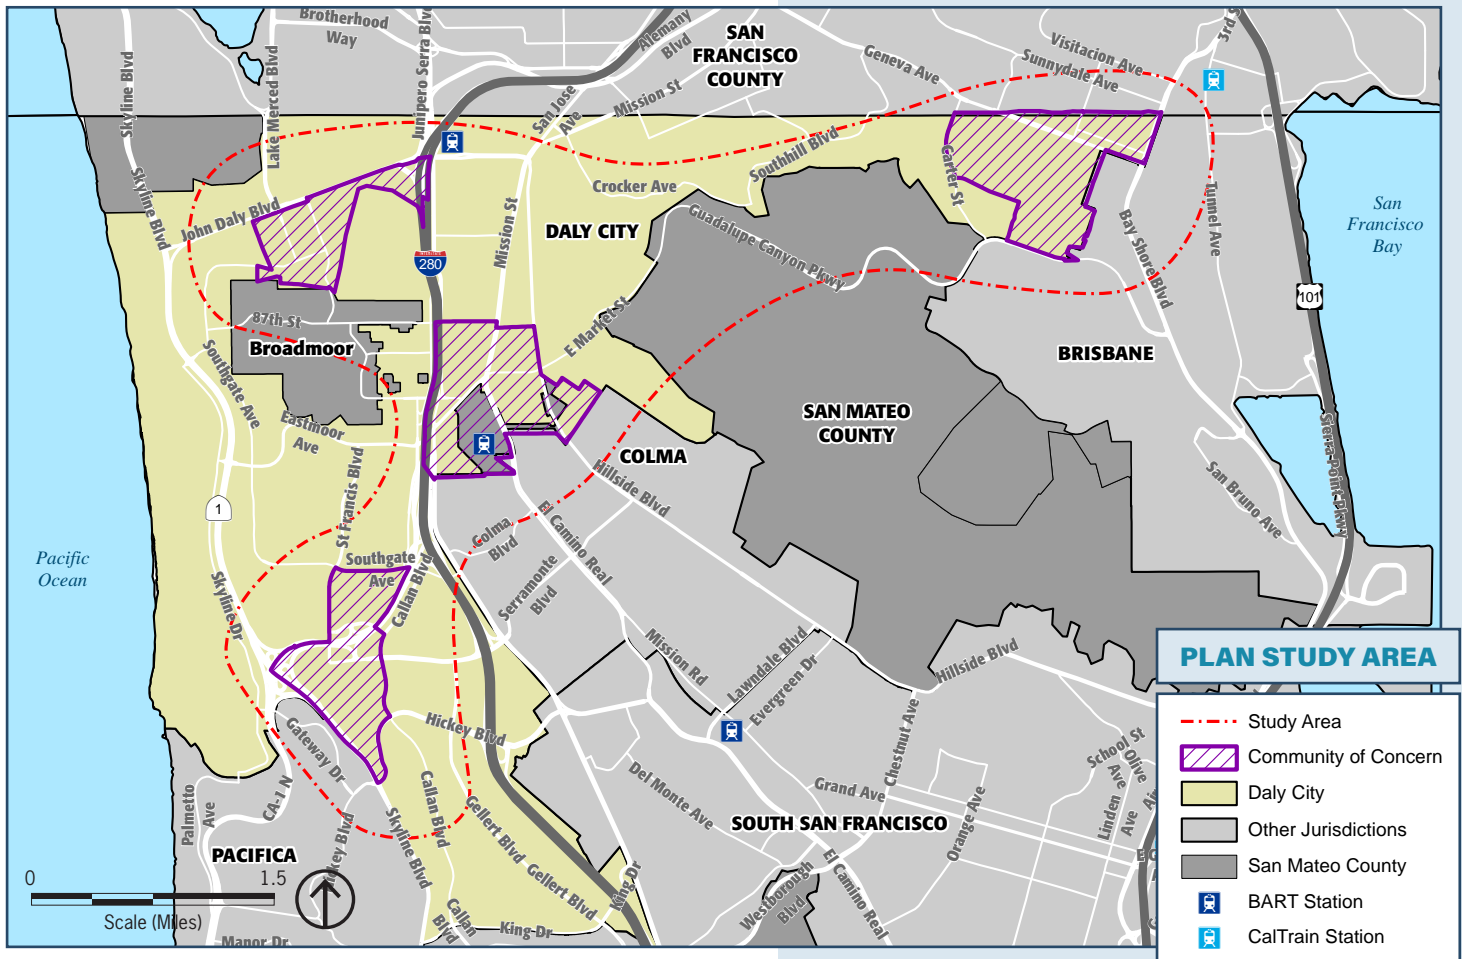 Brotherhood
Way
Skyline Blvd
Lake Merced Blvd
Junipero Serra Blvd
Alemany
Blvd
SAN
FRANCISCO
COUNTY
Geneva Ave
Visitacion Ave
Sunnydale Ave
3rd S
San Jose
Ave
Mission St
Skyline Blvd
John Daly Blvd
Crocker Ave
Southhill Blvd
Carter St
Tunnel Ave
Bay Shore Blvd
San
Francisco
Bay
Mission St
DALY CITY
Guadalupe Canyon Pkwy
INTERSTATE
280
101
87th St
Broadmoor
E Market St
BRISBANE
Southgate Ave
Eastmoor
Ave
St Francis Blvd
SAN MATEO
COUNTY
COLMA
Hillside Blvd
Sierra Point Pkwy
San Bruno Ave
1
Pacific
Ocean
Colma
Blvd
El Camino Real
Southgate
Ave
Callan Blvd
Serramonte
Blvd
Skyline Dr
Mission Rd
Lawndale Blvd
Evergreen Dr
Hillside Blvd
Hickey Blvd
Gateway Dr
CA-1 N
Palmetto
Ave
PACIFICA
ickey Blvd
Skyline Blvd
Callan Blvd
Gellert Blvd
Gellert Blvd
Callan
Blvd
King Dr
King Dr
Manor Dr
Del Monte Ave
SOUTH SAN FRANCISCO
Chestnut Ave
Grand Ave
Orange Ave
School St
Olive
Ave
Linden
Ave
Ai
E G
Westborough
Blvd
El Camino Real
0
1.5
Scale (Miles)
PLAN STUDY AREA
Study Area
Community of Concern
Daly City
Other Jurisdictions
San Mateo County
BART Station
CalTrain Station